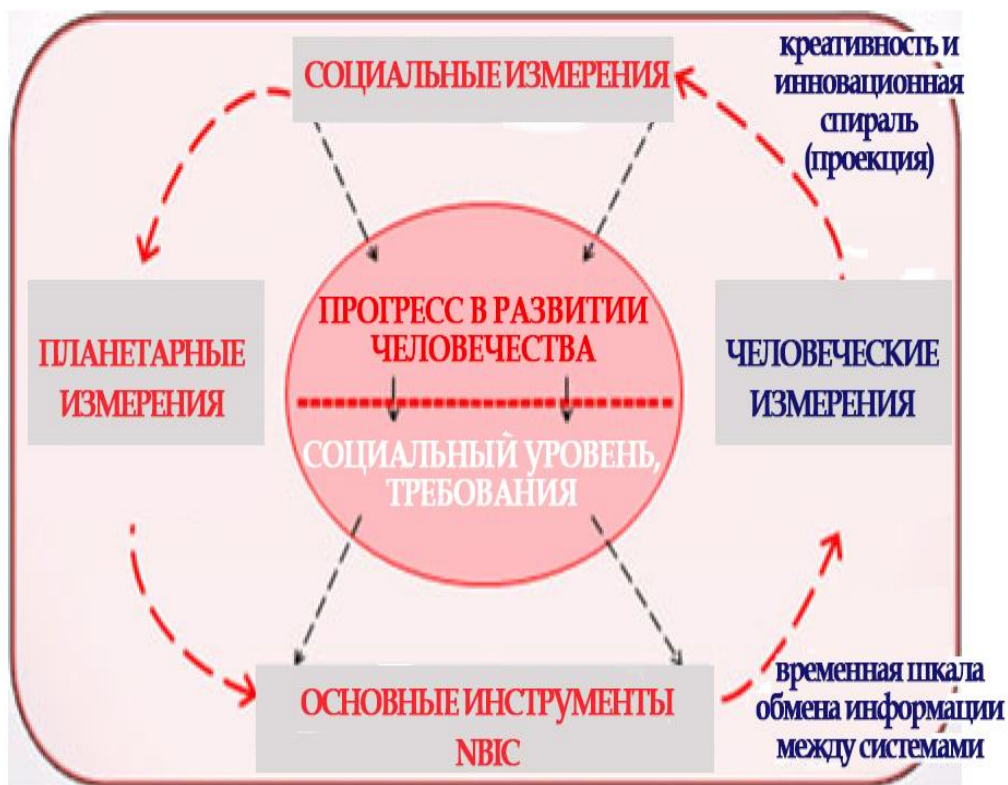 СОЦИАЛЬНЫЕ ИЗМЕРЕНИЯ
креативность и
инновационная
спираль
(проекция)
ПЛАНЕТАРНЫЕ
ИЗМЕРЕНИЯ
ПРОГРЕСС В РАЗВИТИИ
ЧЕЛОВЕЧЕСТВА
СОЦИАЛЬНЫЙ УРОВЕНЬ,
ТРЕБОВАНИЯ
ЧЕЛОВЕЧЕСКИЕ
ИЗМЕРЕНИЯ
ОСНОВНЫЕ ИНСТРУМЕНТЫ
NBIC
временная шкала
обмена информации
между системами